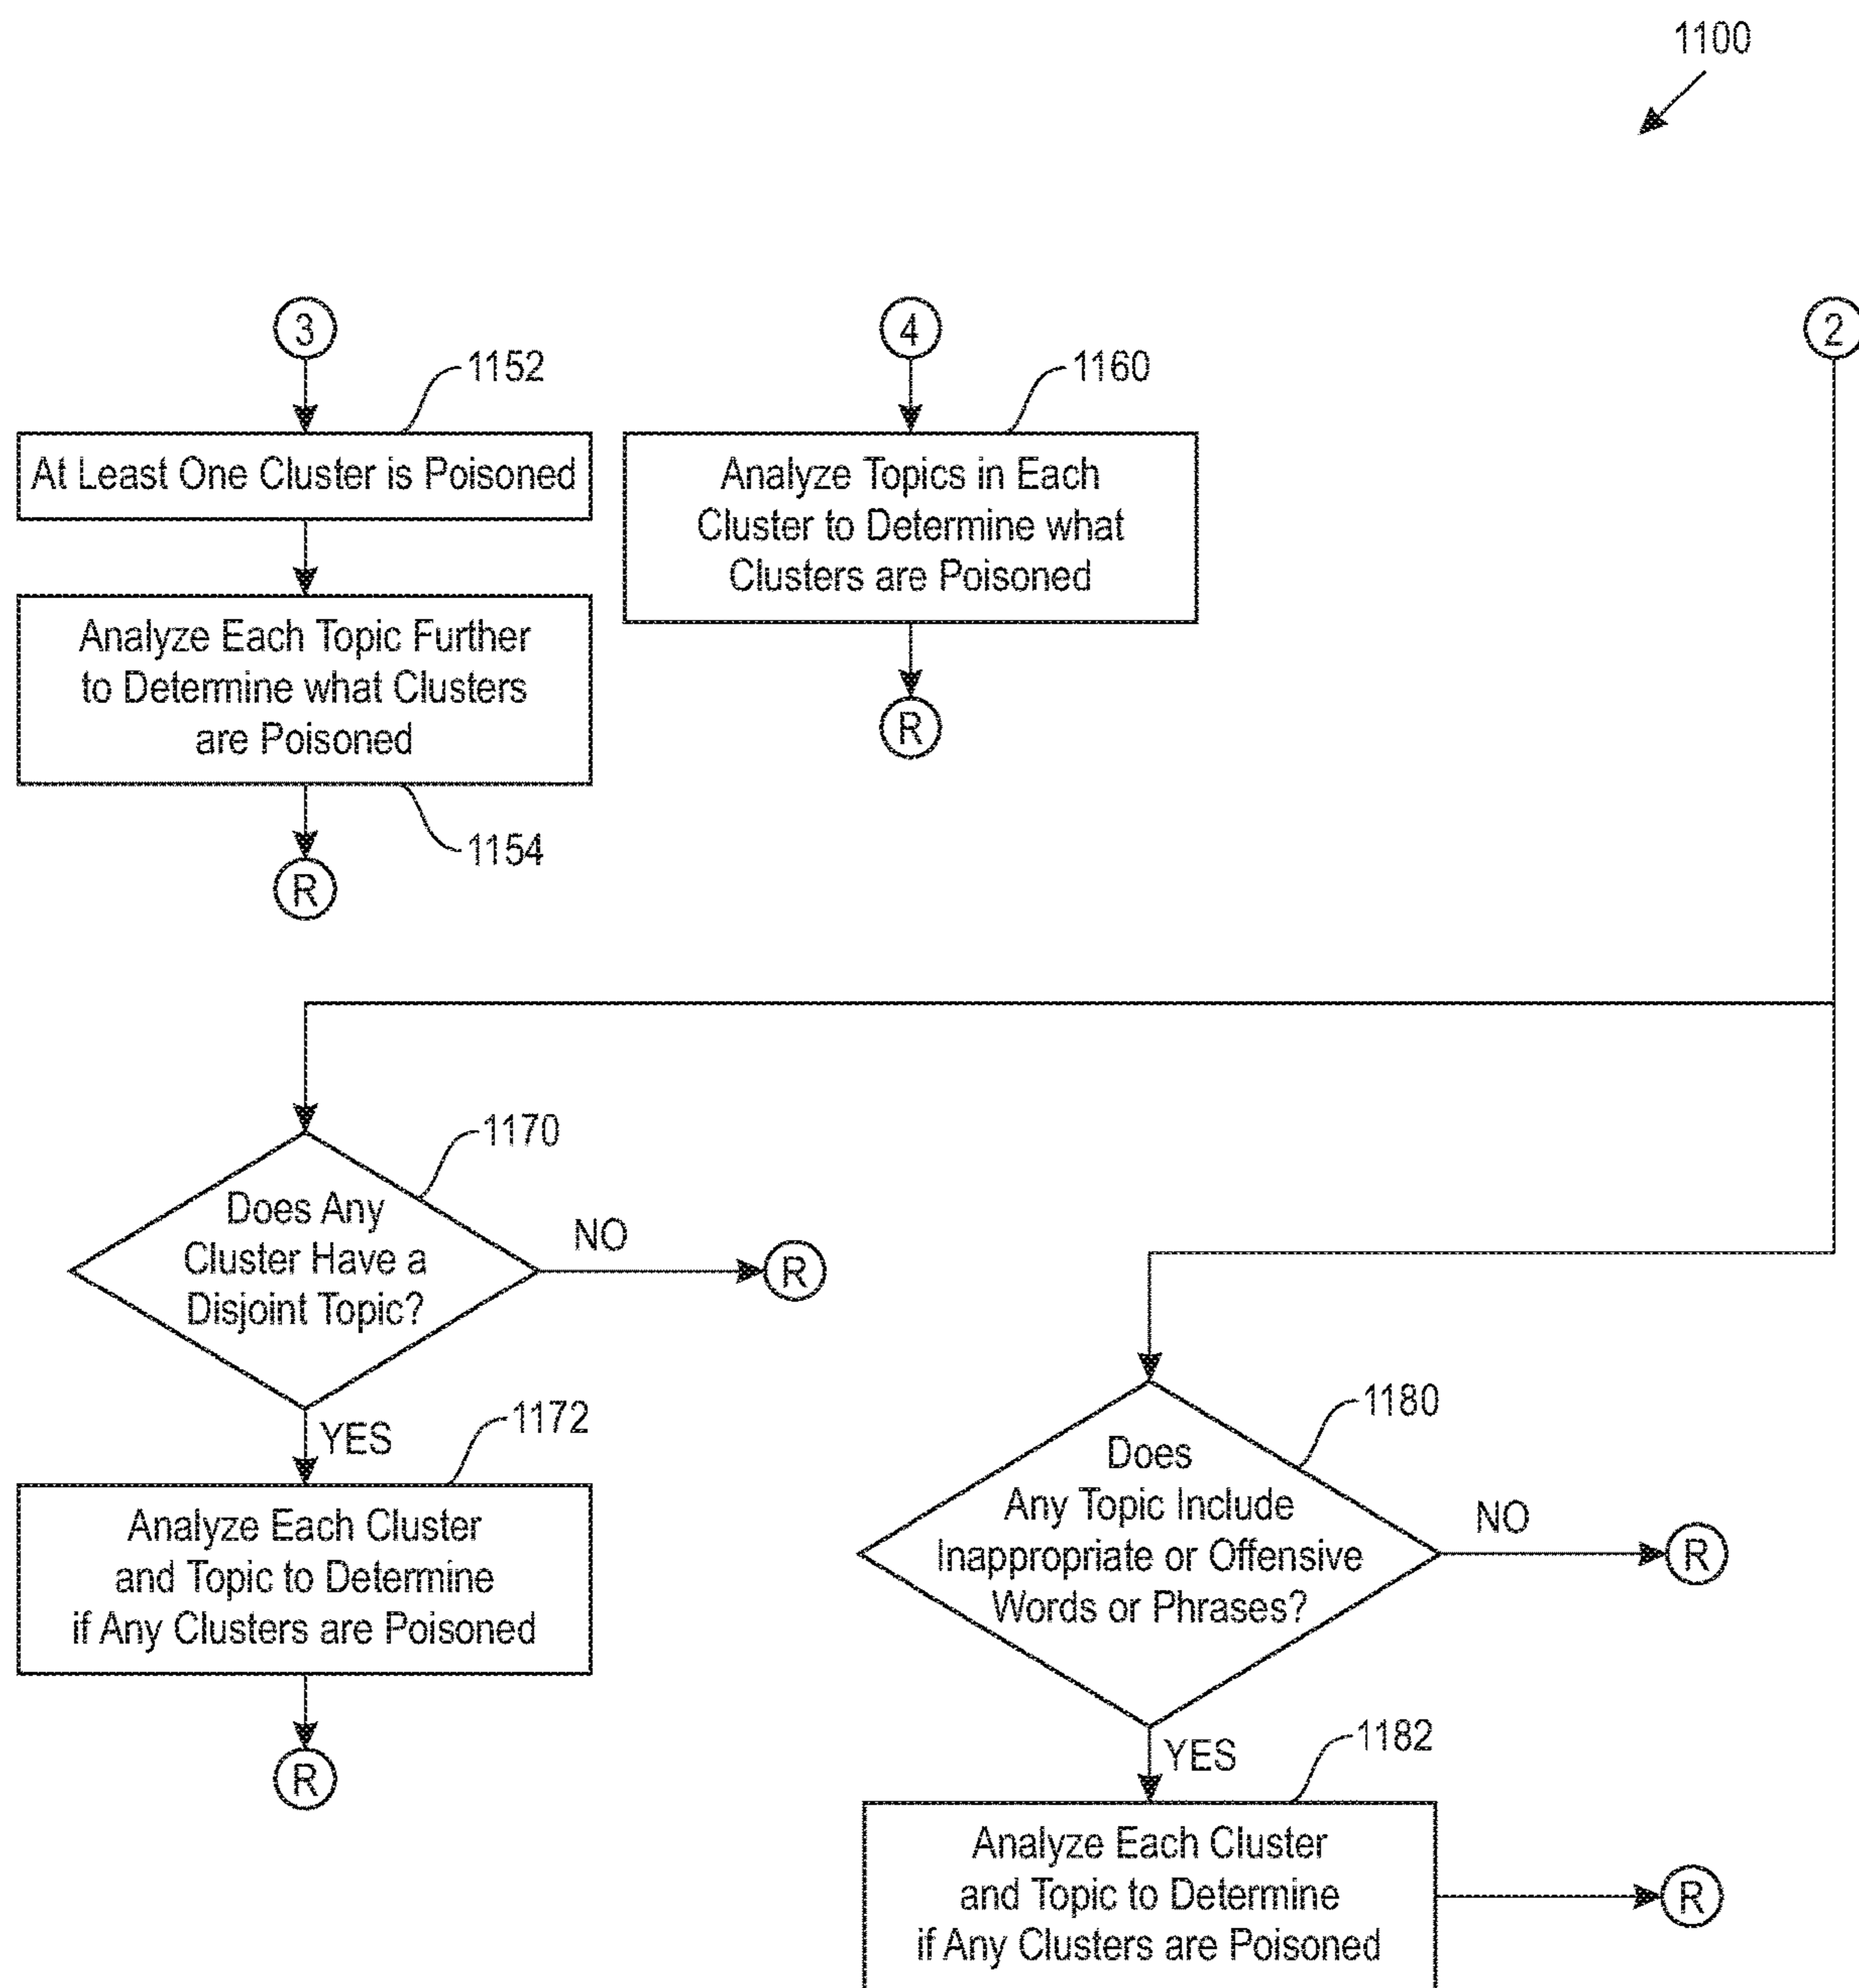 1100
3
4
2
1152
1160
At Least One Cluster is Poisoned
Analyze Topics in Each
Cluster to Determine what
Clusters are Poisoned
Analyze Each Topic Further
to Determine what Clusters
are Poisoned
R
1154
R
1170
Does Any
Cluster Have a
Disjoint Topic?
NO
R
YES
1172
Analyze Each Cluster
and Topic to Determine
if Any Clusters are Poisoned
R
1180
Does
Any Topic Include
Inappropriate or Offensive
Words or Phrases?
NO
R
YES
1182
Analyze Each Cluster
and Topic to Determine
if Any Clusters are Poisoned
R